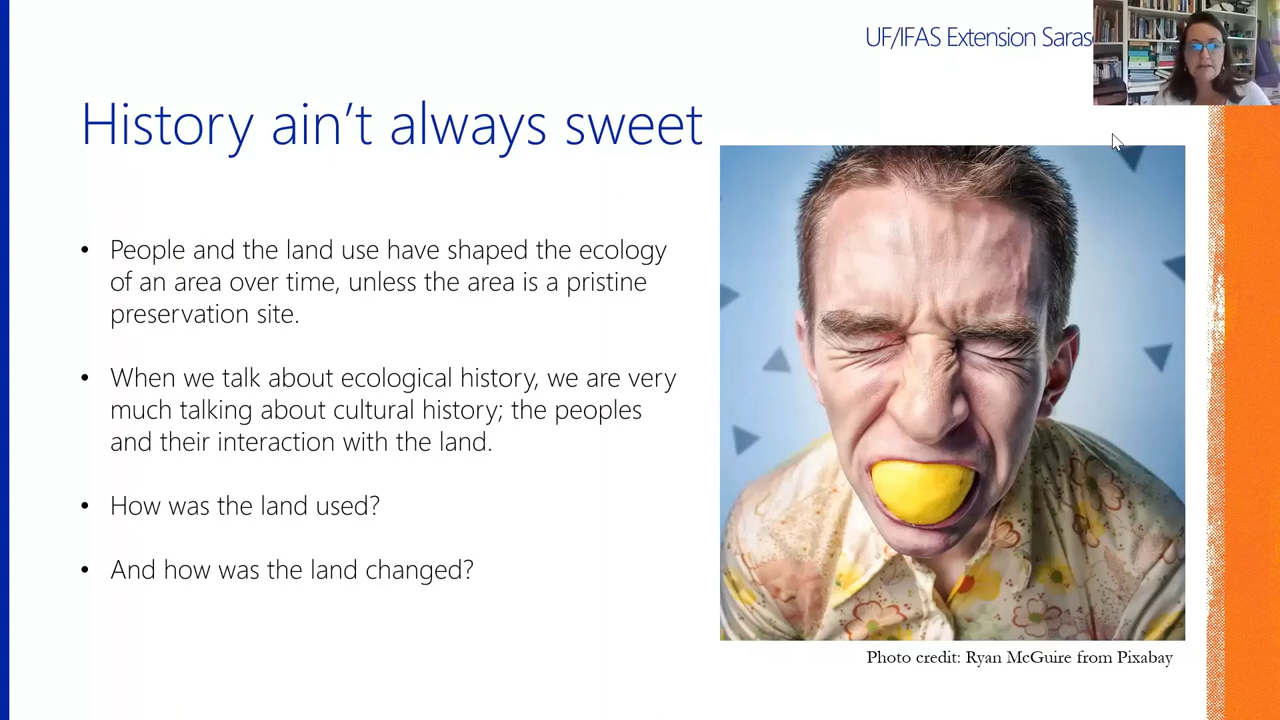 UF/IFAS Extension Saras
History ain't always sweet
• People and the land use have shaped the ecology
of an area over time, unless the area is a pristine
preservation site.
• When we talk about ecological history, we are very
much talking about cultural history; the peoples
and their interaction with the land.
• How was the land used?
• And how was the land changed?
Photo credit: Ryan McGuire from Pixabay